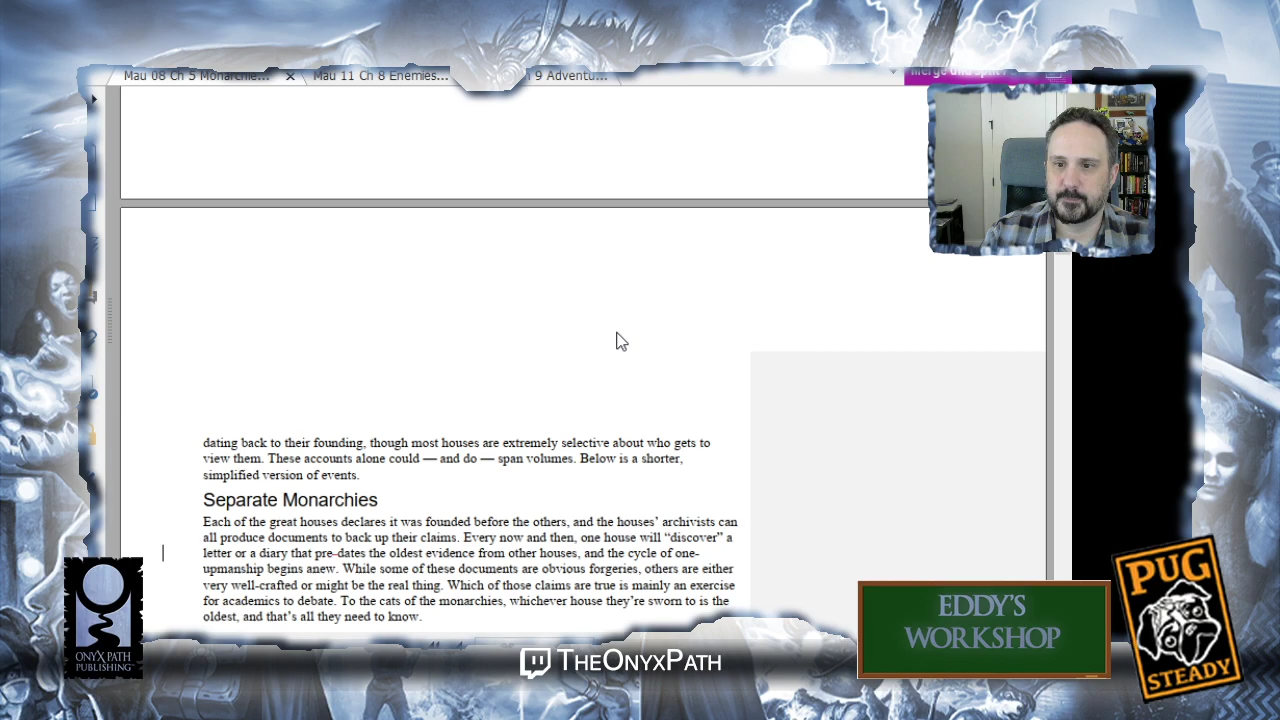 Mau 08 Ch 5 Monarchie...
Mau 11 Ch 8 Enemies...
9 Adventu...
Merge and Split
dating back to their founding, though most houses are extremely selective about who gets to
view them. These accounts alone could — and do — span volumes. Below is a shorter,
simplified version of events.
Separate Monarchies
Each of the great houses declares it was founded before the others, and the houses’ archivists can
all produce documents to back up their claims. Every now and then, one house will “discover” a
letter or a diary that pre-dates the oldest evidence from other houses, and the cycle of one-
upmanship begins anew. While some of these documents are obvious forgeries, others are either
very well-crafted or might be the real thing. Which of those claims are true is mainly an exercise
for academics to debate. To the cats of the monarchies, whichever house they’re sworn to is the
oldest, and that’s all they need to know.
ONYX PATH
PUBLISHING
THEONYXPATH
EDDY'S
WORKSHOP
PUG
STEADY